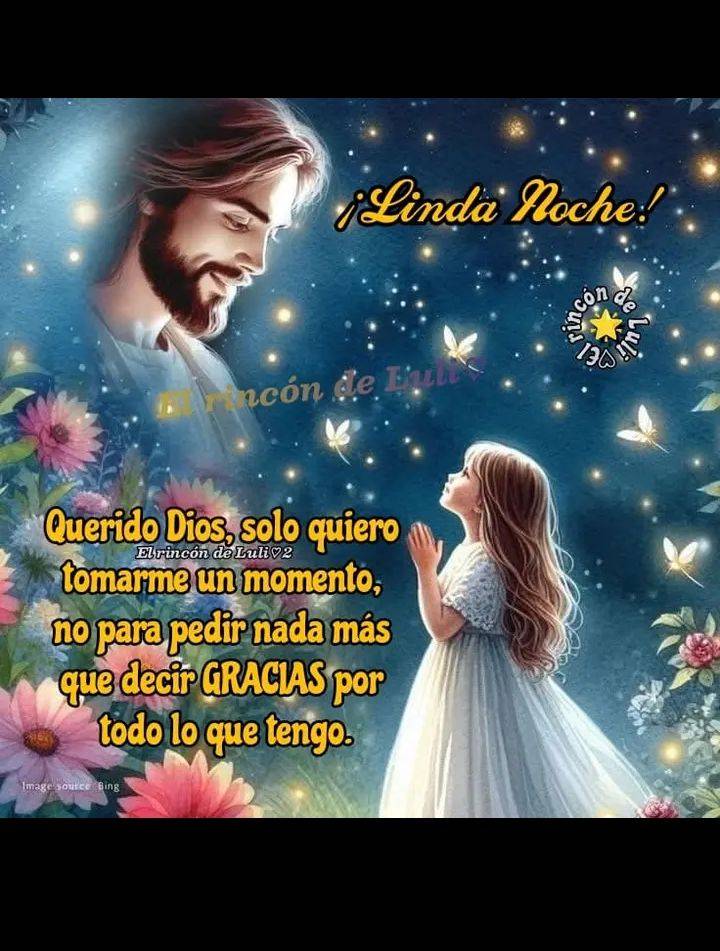 ¡Linda Noche!
el rincón de Luli♡
El rincón de Luli♡
Querido Dios, solo quiero
El rincón de Luli♡2
tomarme un momento,
no para pedir nada más
que decir GRACIAS por
todo lo que tengo.
Image source: Bing